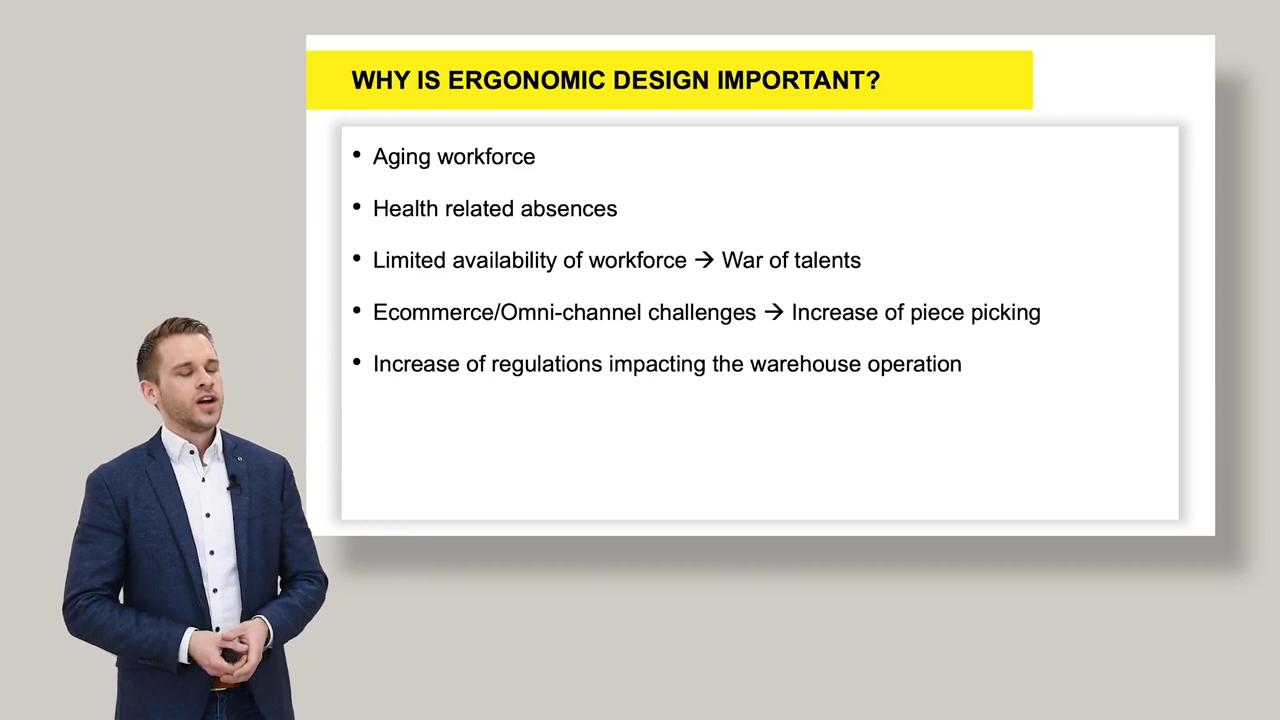 WHY IS ERGONOMIC DESIGN IMPORTANT?
• Aging workforce
• Health related absences
• Limited availability of workforce → War of talents
• Ecommerce/Omni-channel challenges → Increase of piece picking
• Increase of regulations impacting the warehouse operation